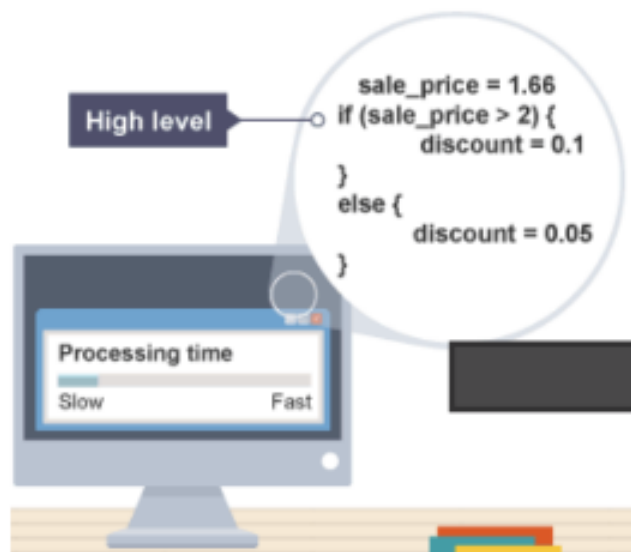 High level
sale_price = 1.66
if (sale_price > 2) {
discount = 0.1
}
else {
discount = 0.05
}
Processing time
Slow Fast